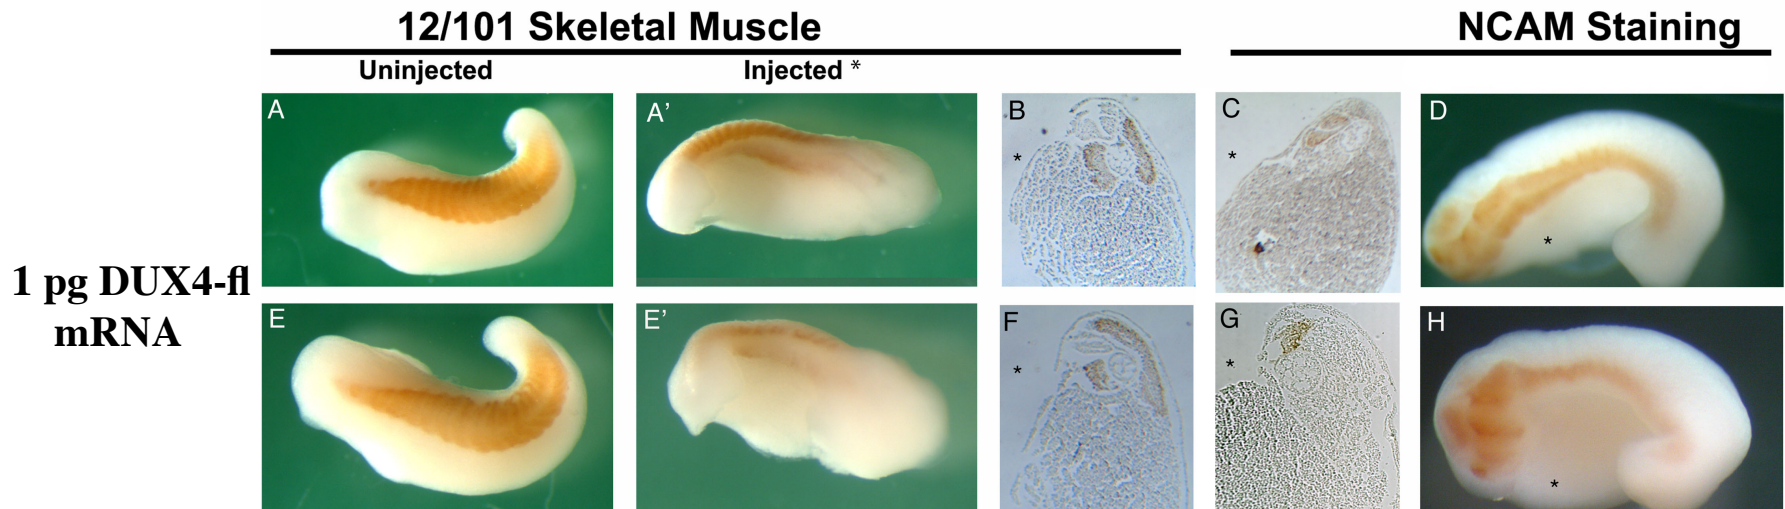 12/101 Skeletal Muscle
NCAM Staining
Uninjected
Injected *
A
A’
B
*
C
*
D
*
1 pg DUX4-fl
mRNA
E
E’
F
*
G
*
H
*